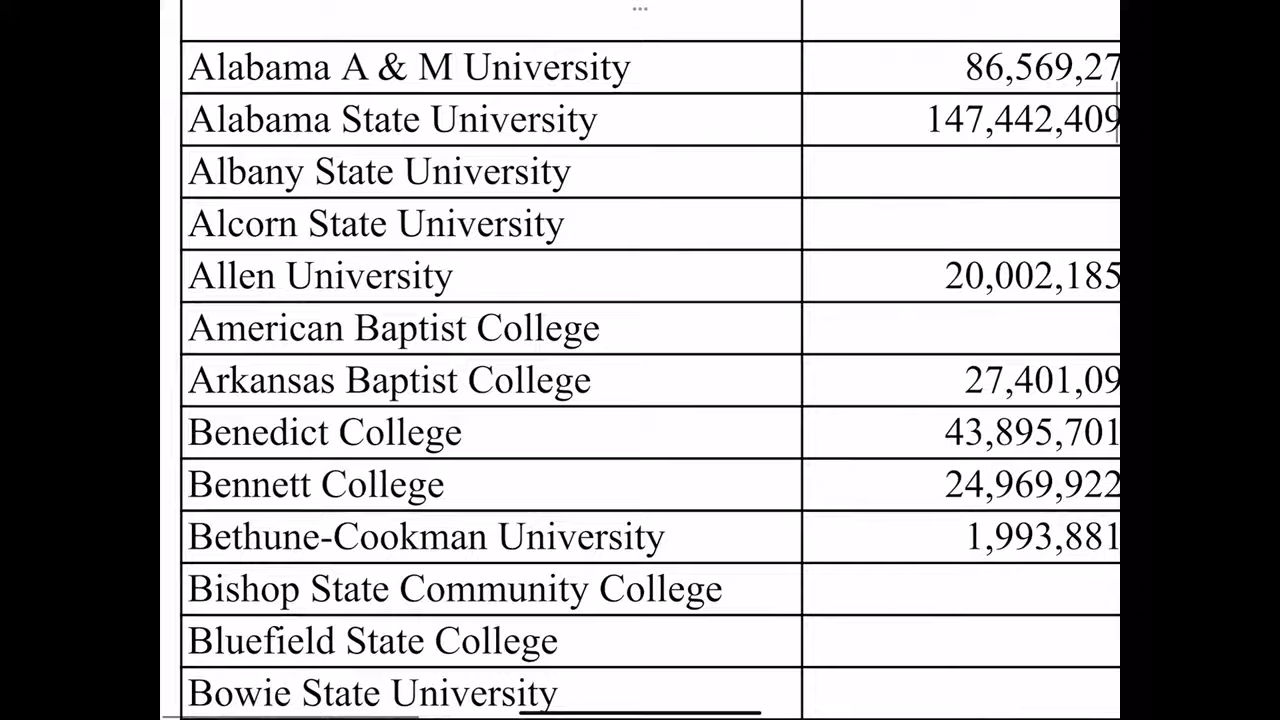 Alabama A & M University 86,569,27
Alabama State University 147,442,409
Albany State University
Alcorn State University
Allen University 20,002,185
American Baptist College
Arkansas Baptist College 27,401,09
Benedict College 43,895,701
Bennett College 24,969,922
Bethune-Cookman University 1,993,881
Bishop State Community College
Bluefield State College
Bowie State University